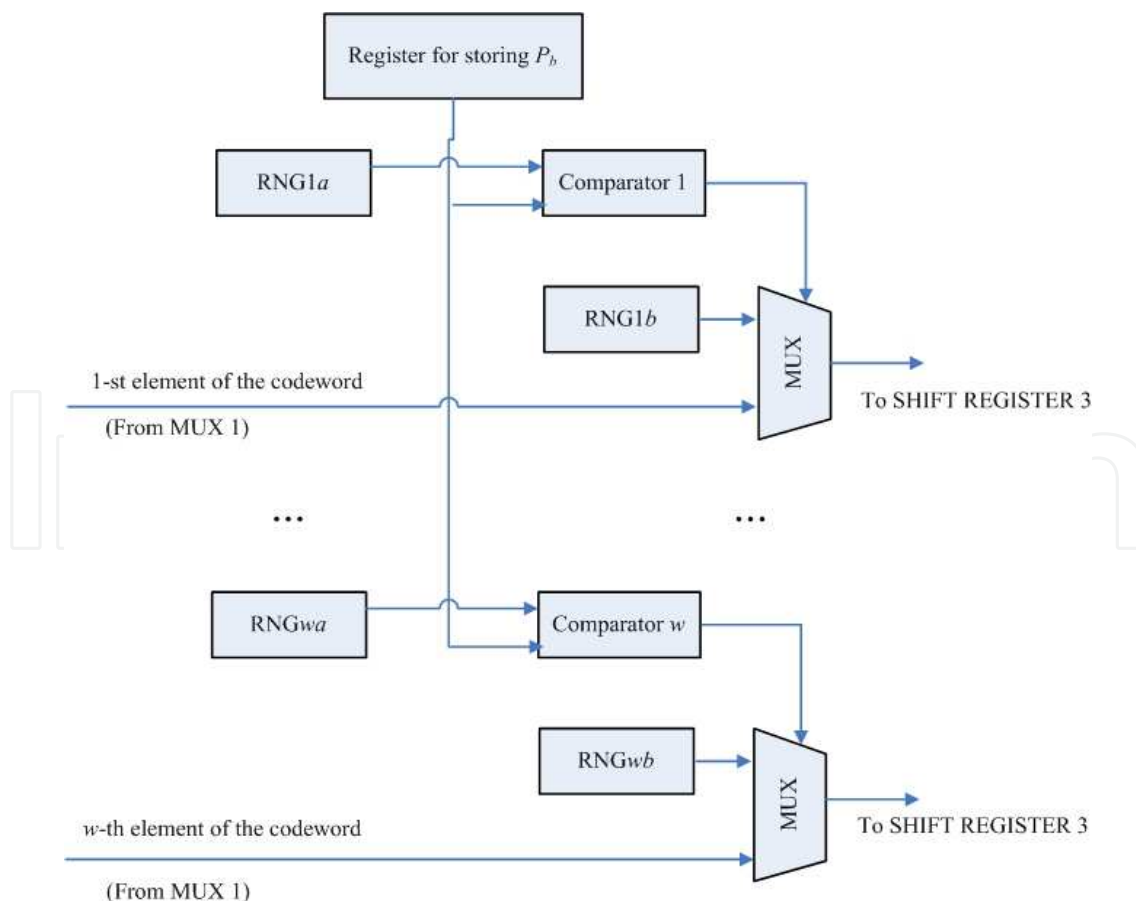 Register for storing P_b
RNG1a
Comparator 1
RNG1b
MUX
1-st element of the codeword
(From MUX 1)
To SHIFT REGISTER 3
...
...
RNGwa
Comparator w
RNGwb
MUX
w-th element of the codeword
(From MUX 1)
To SHIFT REGISTER 3